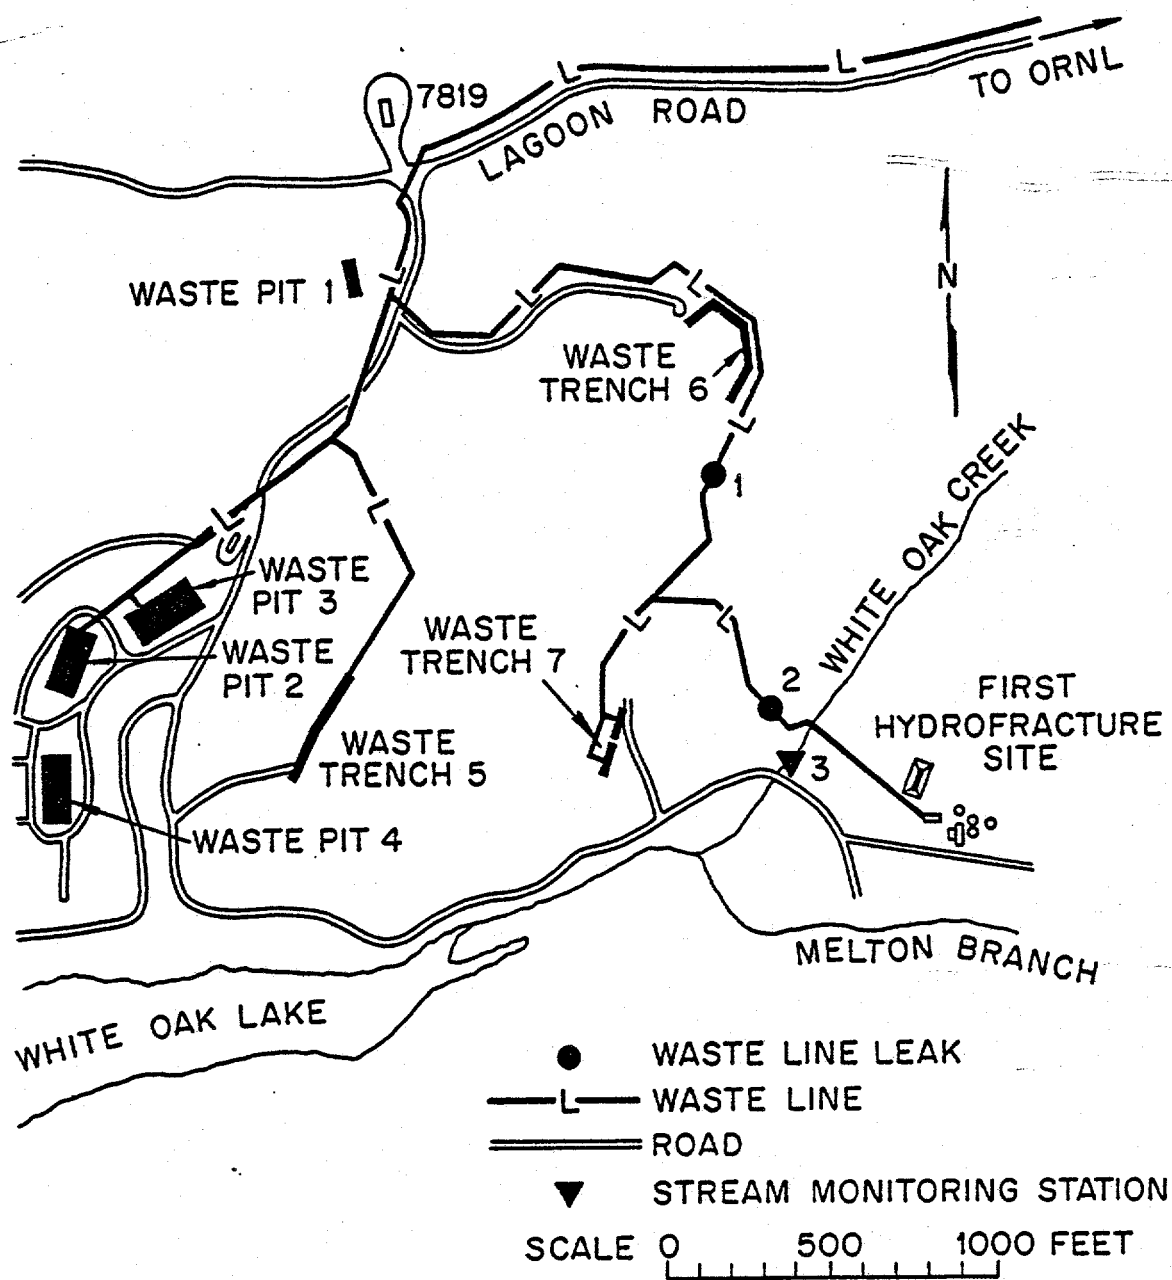 7819
L
L
TO ORNL
LAGOON ROAD
WASTE PIT 1
L
L
L
N
WASTE
TRENCH 6
L
1
WHITE OAK CREEK
L
L
WASTE
PIT 3
WASTE
TRENCH 7
L
L
WASTE
PIT 2
2
FIRST
HYDROFRACTURE
SITE
3
WASTE
TRENCH 5
WASTE PIT 4
MELTON BRANCH
WHITE OAK LAKE
WASTE LINE LEAK
L WASTE LINE
ROAD
STREAM MONITORING STATION
SCALE 0 500 1000 FEET